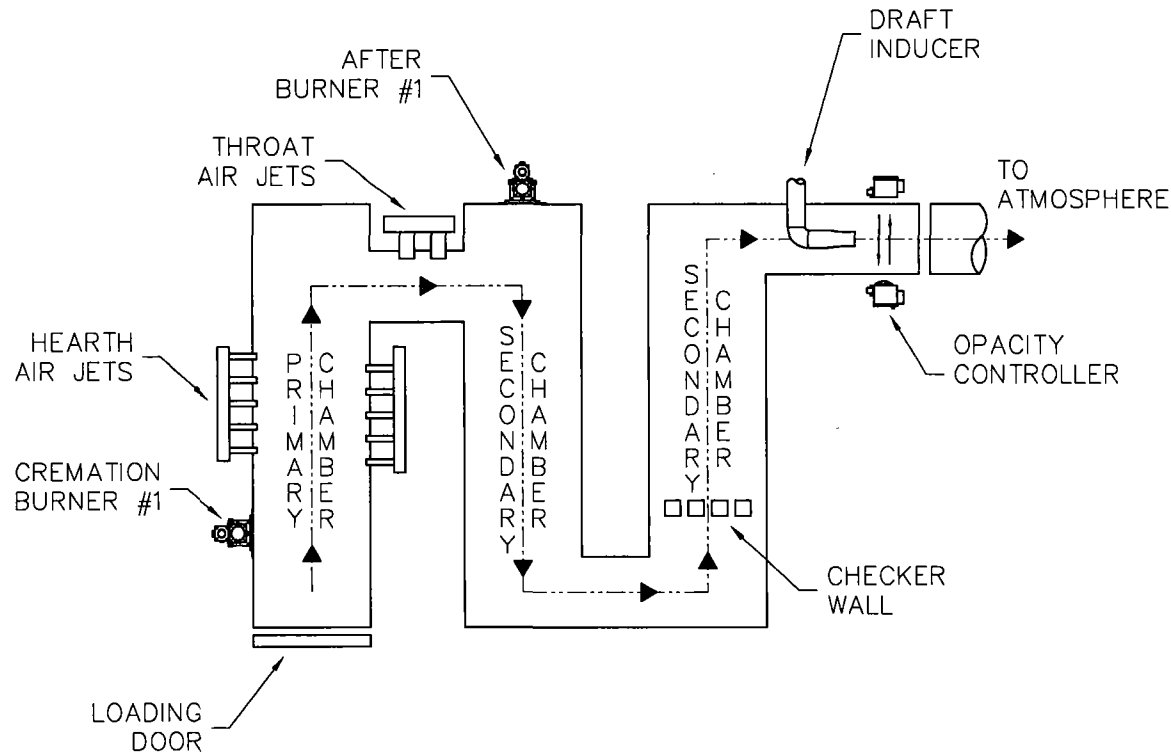 DRAFT
INDUCER
AFTER
BURNER #1
THROAT
AIR JETS
TO
ATMOSPHERE
HEARTH
AIR JETS
PRIMARY
CHAMBER
SECONDARY
CHAMBER
SECONDARY
CHAMBER
OPACITY
CONTROLLER
CREMATION
BURNER #1
CHECKER
WALL
LOADING
DOOR